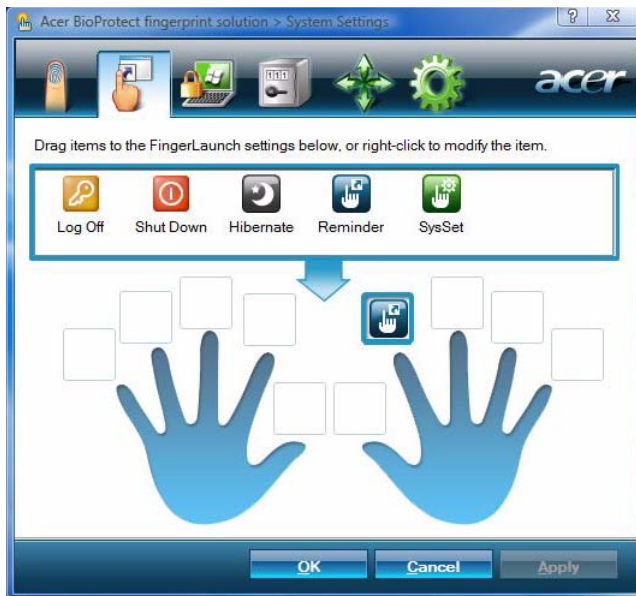 Acer BioProtect fingerprint solution > System Settings
acer
Drag items to the FingerLaunch settings below, or right-click to modify the item.
Log Off Shut Down Hibernate Reminder SysSet
OK Cancel Apply